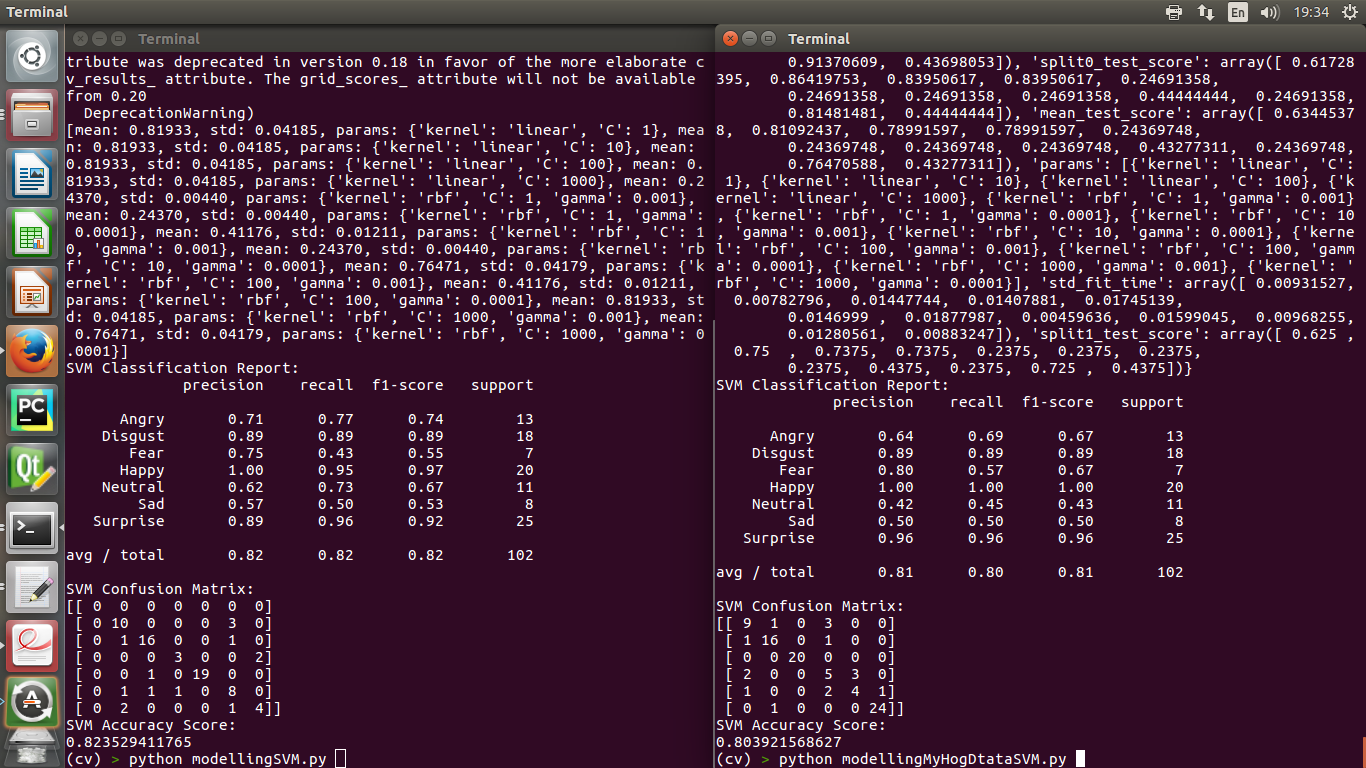 Terminal
En
19:34
Terminal
tribute was deprecated in version 0.18 in favor of the more elaborate c
v_results_ attribute. The grid_scores_ attribute will not be available
from 0.20
  DeprecationWarning)
[mean: 0.81933, std: 0.04185, params: {'kernel': 'linear', 'C': 1}, mea
n: 0.81933, std: 0.04185, params: {'kernel': 'linear', 'C': 10}, mean:
0.81933, std: 0.04185, params: {'kernel': 'linear', 'C': 100}, mean: 0.
81933, std: 0.04185, params: {'kernel': 'linear', 'C': 1000}, mean: 0.2
4370, std: 0.00440, params: {'kernel': 'rbf', 'C': 1, 'gamma': 0.001},
mean: 0.24370, std: 0.00440, params: {'kernel': 'rbf', 'C': 1, 'gamma':
 0.0001}, mean: 0.41176, std: 0.01211, params: {'kernel': 'rbf', 'C': 1
0, 'gamma': 0.001}, mean: 0.24370, std: 0.00440, params: {'kernel': 'rb
f', 'C': 10, 'gamma': 0.0001}, mean: 0.76471, std: 0.04179, params: {'k
ernel': 'rbf', 'C': 100, 'gamma': 0.001}, mean: 0.41176, std: 0.01211,
params: {'kernel': 'rbf', 'C': 100, 'gamma': 0.0001}, mean: 0.81933, st
d: 0.04185, params: {'kernel': 'rbf', 'C': 1000, 'gamma': 0.001}, mean:
 0.76471, std: 0.04179, params: {'kernel': 'rbf', 'C': 1000, 'gamma': 0
.0001}]
SVM Classification Report:
             precision    recall  f1-score   support
      Angry       0.71      0.77      0.74        13
    Disgust       0.89      0.89      0.89        18
       Fear       0.75      0.43      0.55         7
      Happy       1.00      0.95      0.97        20
    Neutral       0.62      0.73      0.67        11
        Sad       0.57      0.50      0.53         8
   Surprise       0.89      0.96      0.92        25
avg / total       0.82      0.82      0.82       102
SVM Confusion Matrix:
[[ 0  0  0  0  0  0  0]
 [ 0 10  0  0  0  3  0]
 [ 0  1 16  0  0  1  0]
 [ 0  0  0  3  0  0  2]
 [ 0  0  1  0 19  0  0]
 [ 0  1  1  1  0  8  0]
 [ 0  2  0  0  0  1  4]]
SVM Accuracy Score:
0.823529411765
(cv) > python modellingSVM.py
Terminal
0.91370609,  0.43698053]), 'split0_test_score': array([ 0.61728
395,  0.86419753,  0.83950617,  0.83950617,  0.24691358,
0.24691358,  0.24691358,  0.24691358,  0.44444444,  0.24691358,
0.81481481,  0.44444444]), 'mean_test_score': array([ 0.6344537
8,  0.81092437,  0.78991597,  0.78991597,  0.24369748,
0.24369748,  0.24369748,  0.24369748,  0.43277311,  0.24369748,
0.76470588,  0.43277311]), 'params': [{'kernel': 'linear', 'C':
 1}, {'kernel': 'linear', 'C': 10}, {'kernel': 'linear', 'C': 100}, {'k
ernel': 'linear', 'C': 1000}, {'kernel': 'rbf', 'C': 1, 'gamma': 0.001}
, {'kernel': 'rbf', 'C': 1, 'gamma': 0.0001}, {'kernel': 'rbf', 'C': 10
, 'gamma': 0.001}, {'kernel': 'rbf', 'C': 10, 'gamma': 0.0001}, {'kerne
l': 'rbf', 'C': 100, 'gamma': 0.001}, {'kernel': 'rbf', 'C': 100, 'gamm
a': 0.0001}, {'kernel': 'rbf', 'C': 1000, 'gamma': 0.001}, {'kernel': '
rbf', 'C': 1000, 'gamma': 0.0001}], 'std_fit_time': array([ 0.00931527,
0.00782796,  0.01447744,  0.01407881,  0.01745139,
0.0146999 ,  0.01877987,  0.00459636,  0.01599045,  0.00968255,
0.01280561,  0.00883247]), 'split1_test_score': array([ 0.625 ,
  0.75  ,  0.7375,  0.7375,  0.2375,  0.2375,  0.2375,
0.2375,  0.4375,  0.2375,  0.725 ,  0.4375])}
SVM Classification Report:
             precision    recall  f1-score   support
      Angry       0.64      0.69      0.67        13
    Disgust       0.89      0.89      0.89        18
       Fear       0.80      0.57      0.67         7
      Happy       1.00      1.00      1.00        20
    Neutral       0.42      0.45      0.43        11
        Sad       0.50      0.50      0.50         8
   Surprise       0.96      0.96      0.96        25
avg / total       0.81      0.80      0.81       102
SVM Confusion Matrix:
[[ 9  1  0  3  0  0]
 [ 1 16  0  1  0  0]
 [ 0  0 20  0  0  0]
 [ 2  0  0  5  3  0]
 [ 1  0  0  2  4  1]
 [ 0  1  0  0  0 24]]
SVM Accuracy Score:
0.803921568627
(cv) > python modellingMyHogDtataSVM.py
PC
Qt